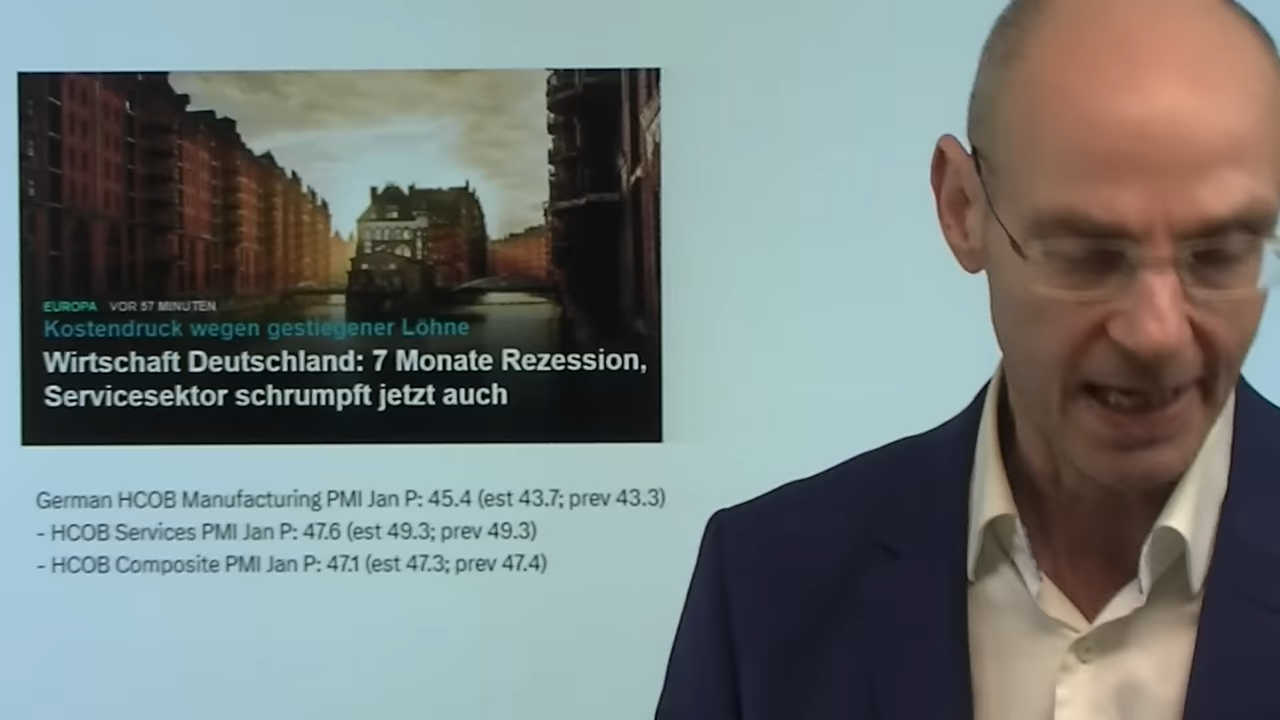 EUROPA VOR 57 MINUTEN
Kostendruck wegen gestiegener Löhne
Wirtschaft Deutschland: 7 Monate Rezession,
Servicesektor schrumpft jetzt auch
German HCOB Manufacturing PMI Jan P: 45.4 (est 43.7; prev 43.3)
- HCOB Services PMI Jan P: 47.6 (est 49.3; prev 49.3)
- HCOB Composite PMI Jan P: 47.1 (est 47.3; prev 47.4)